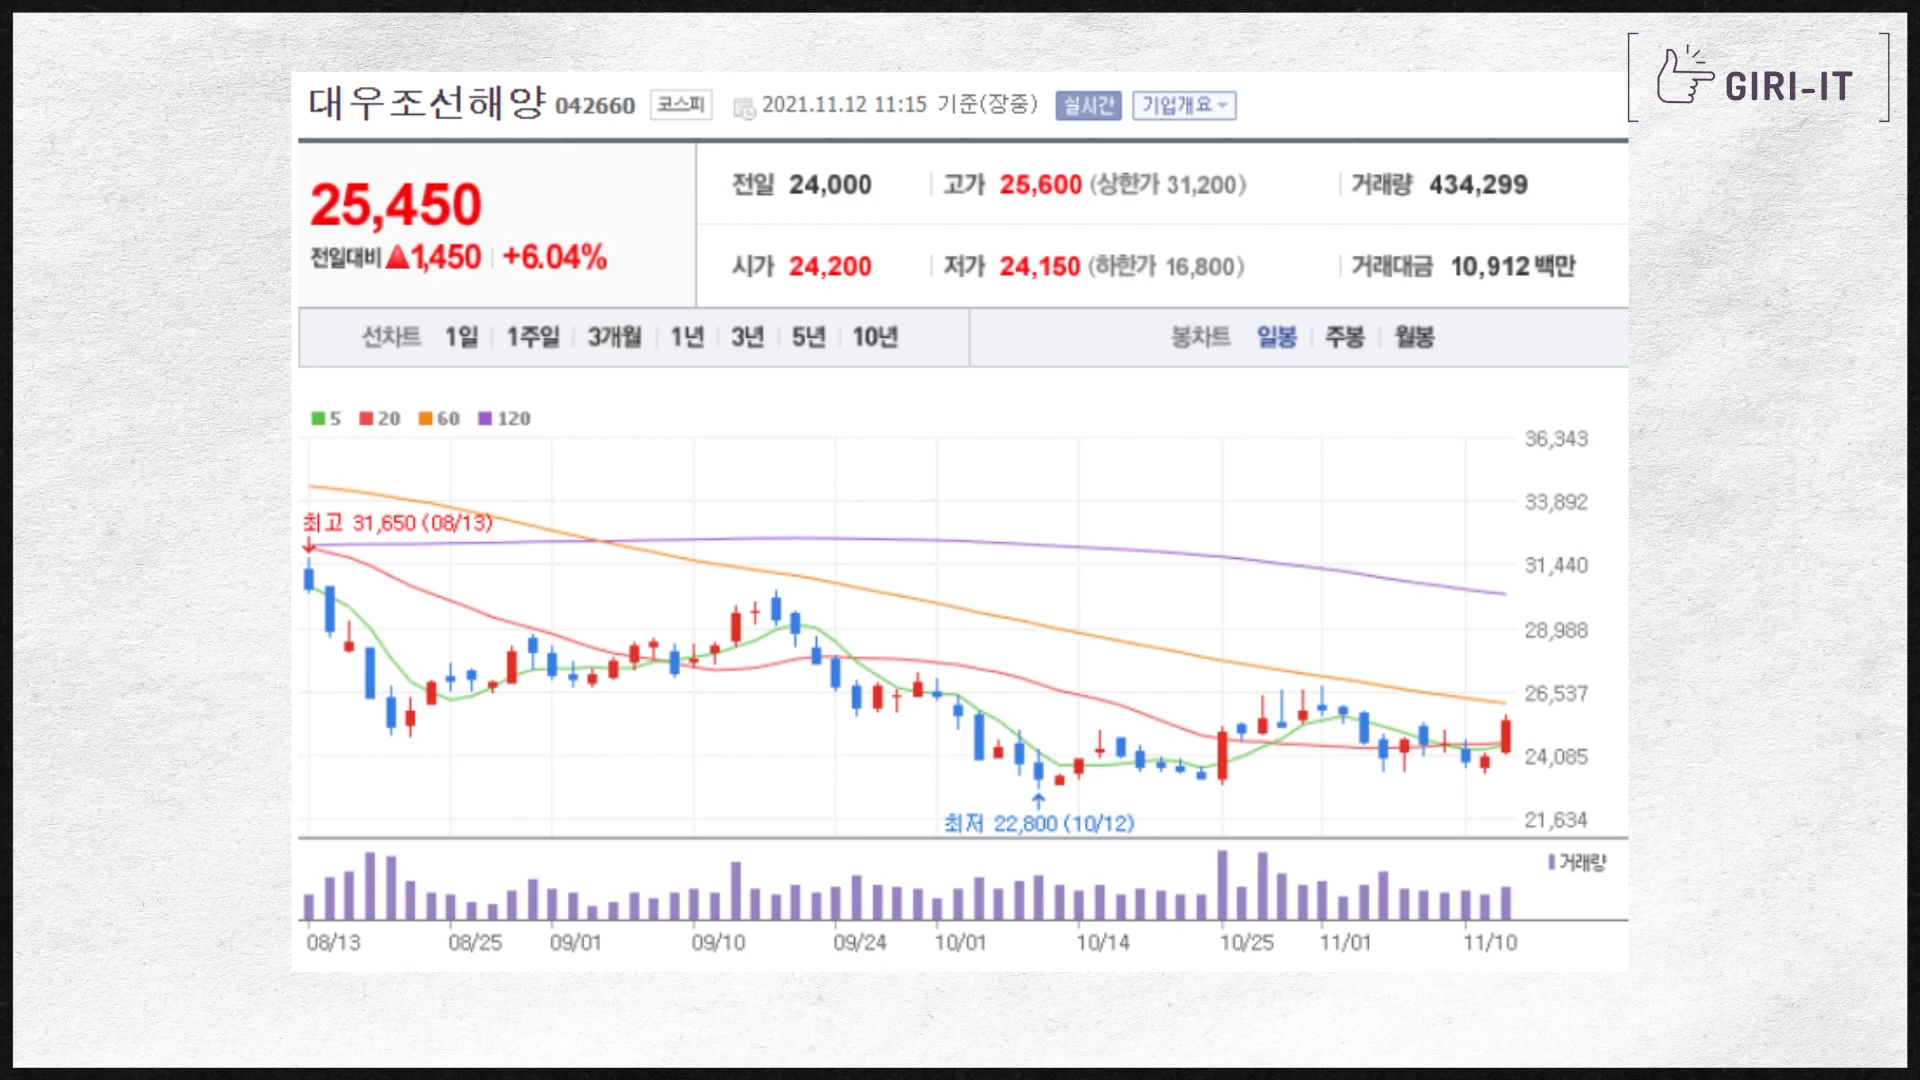 GIRI-IT
대우조선해양 042660 코스피 2021.11.12 11:15 기준(장중) 실시간 기업개요
25,450
전일대비 ▲1,450 +6.04%
전일 24,000 고가 25,600 (상한가 31,200) 거래량 434,299
시가 24,200 저가 24,150 (하한가 16,800) 거래대금 10,912 백만
선차트 1일 1주일 3개월 1년 3년 5년 10년 봉차트 일봉 주봉 월봉
5 20 60 120
36,343
33,892
최고 31,650 (08/13)
31,440
28,988
26,537
24,085
21,634
최저 22,800 (10/12)
거래량
08/13 08/25 09/01 09/10 09/24 10/01 10/14 10/25 11/01 11/10